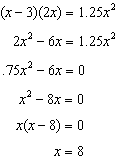 (x − 3)(2x) = 1.25x²
2x² − 6x = 1.25x²
.75x² − 6x = 0
x² − 8x = 0
x(x − 8) = 0
x = 8